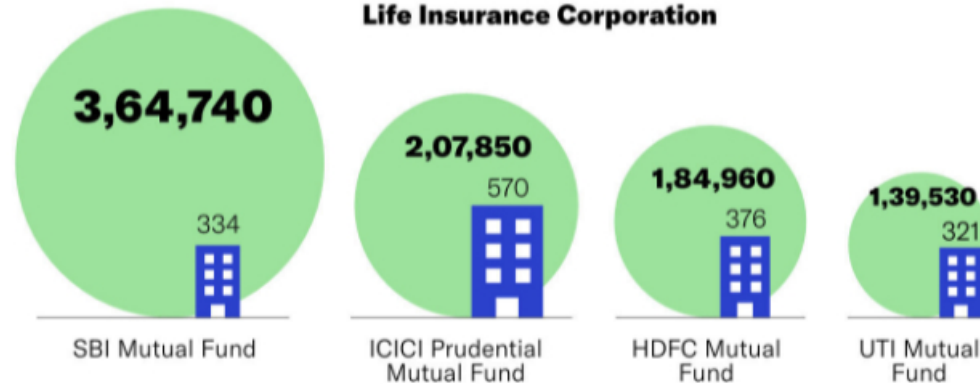 Life Insurance Corporation
3,64,740
334
SBI Mutual Fund
2,07,850
570
ICICI Prudential
Mutual Fund
1,84,960
376
HDFC Mutual
Fund
1,39,530
321
UTI Mutual
Fund